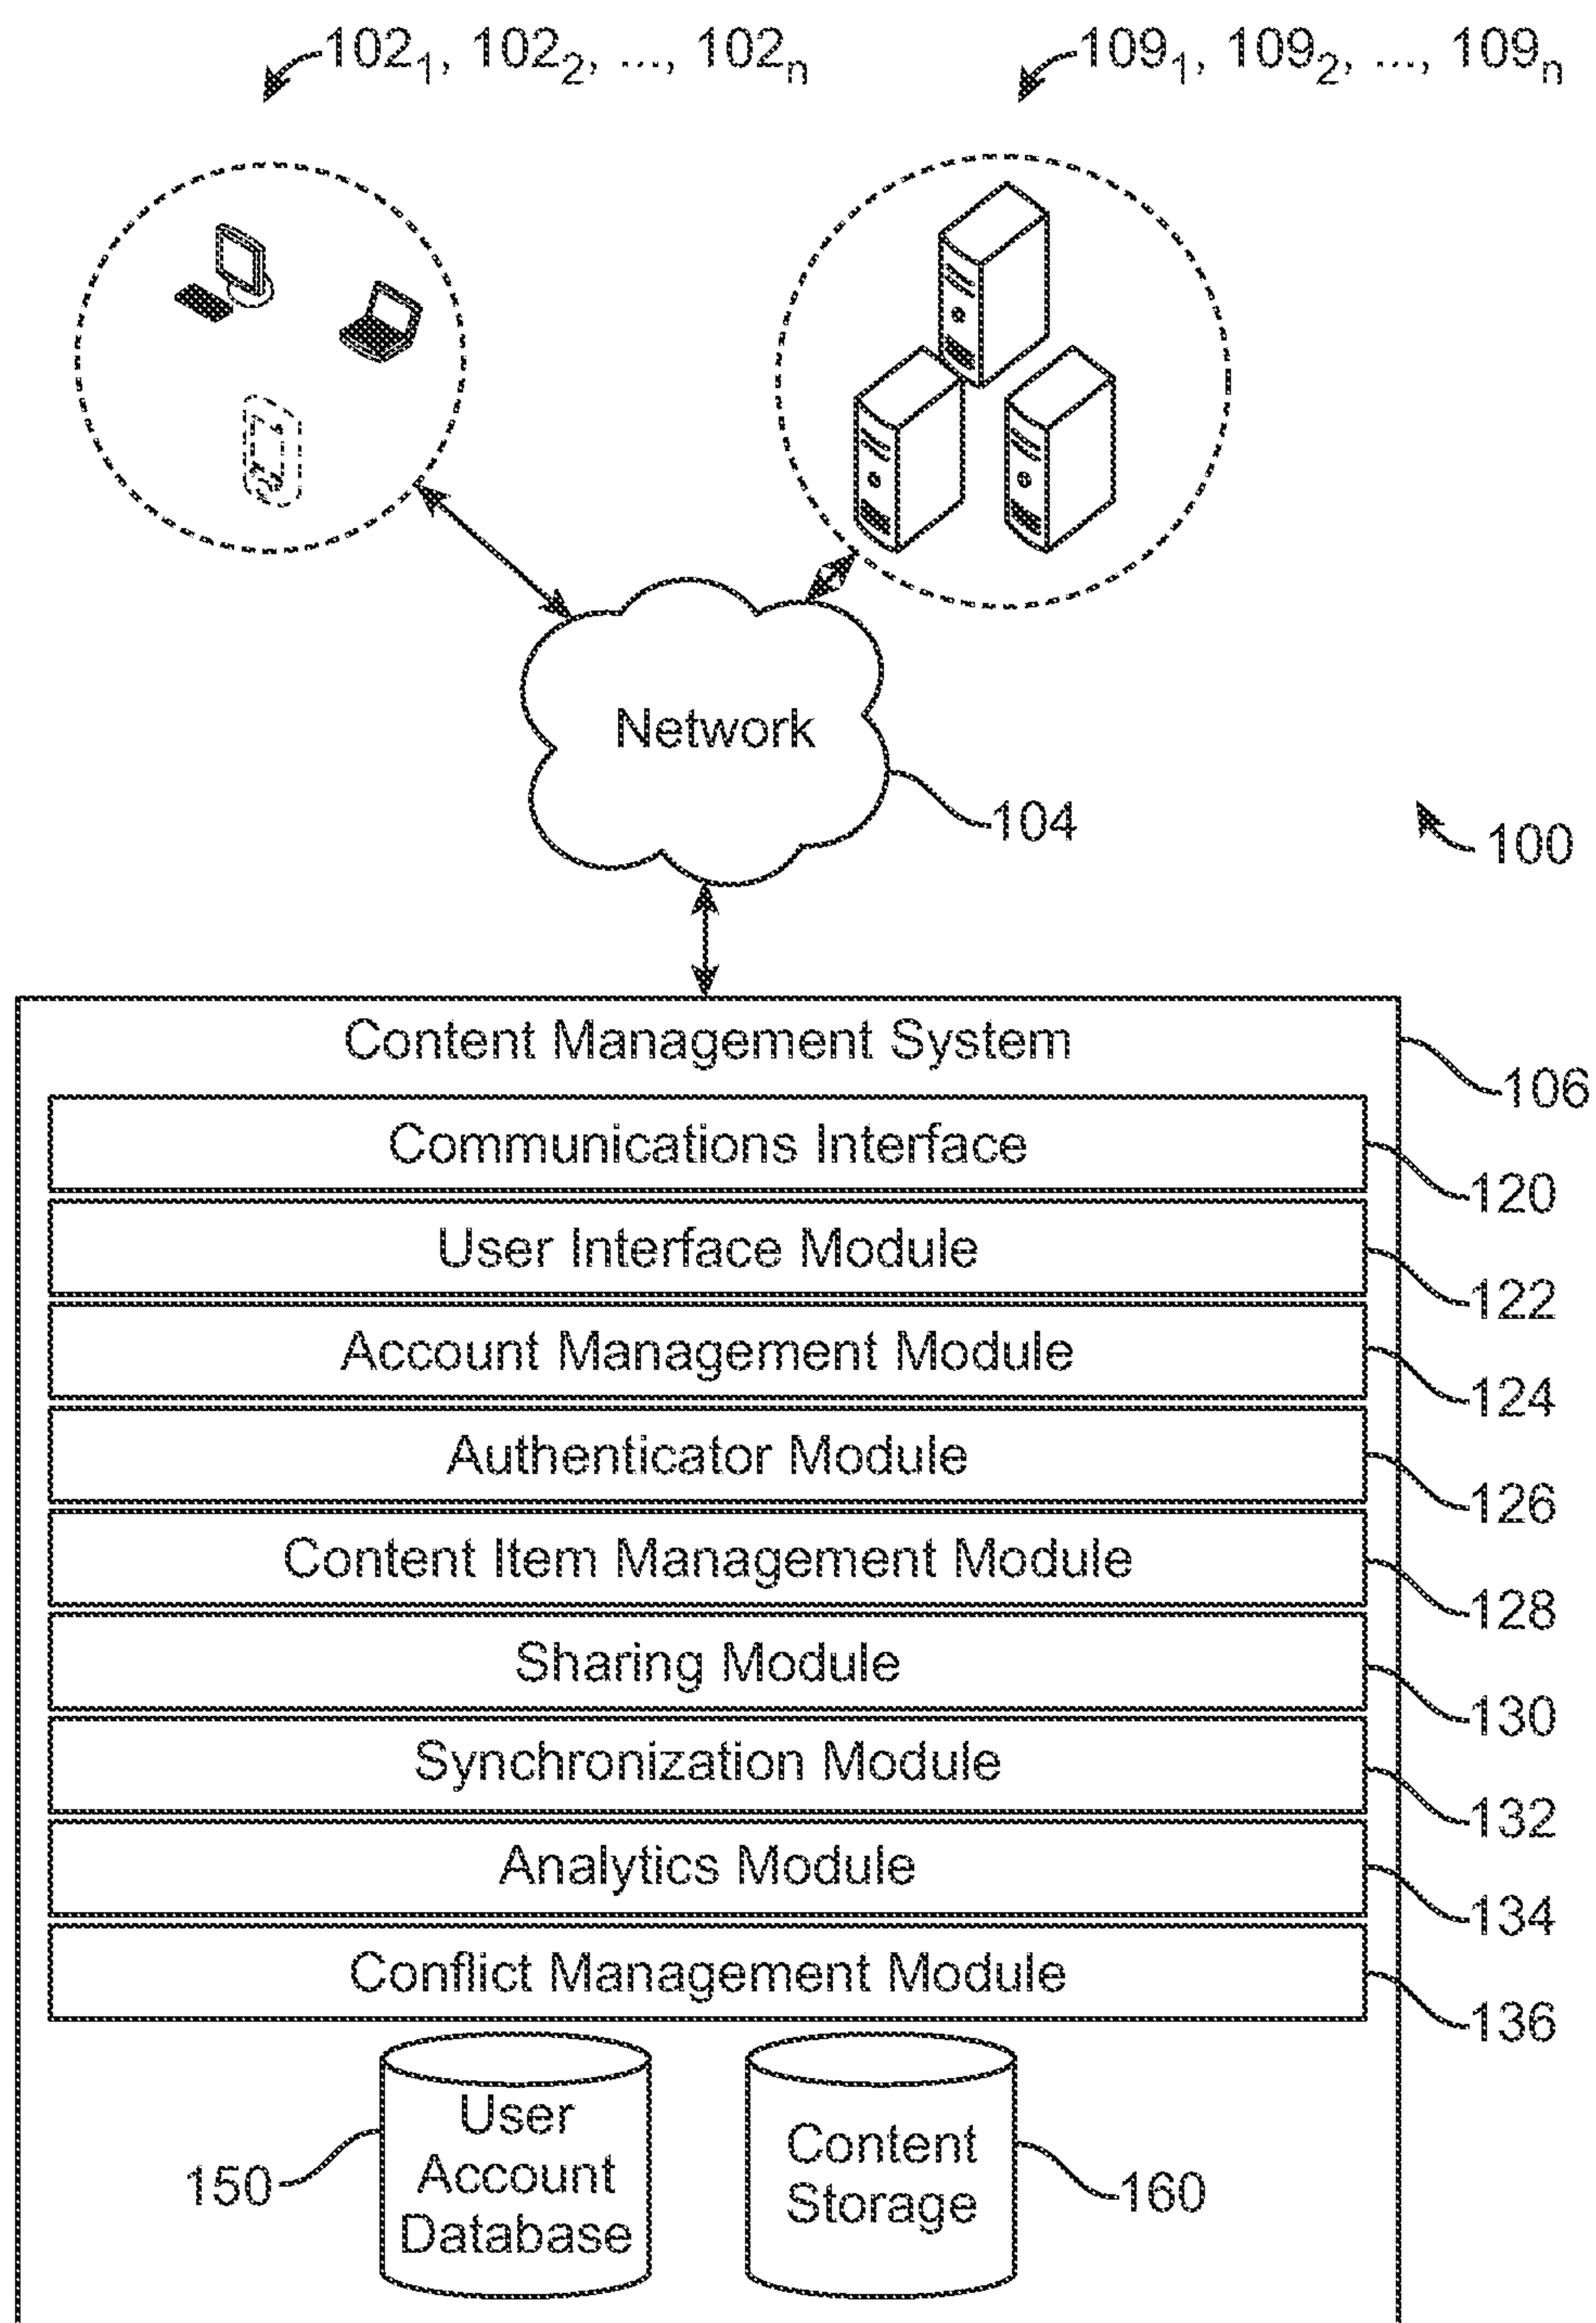 102₁, 102₂, ..., 102ₙ
109₁, 109₂, ..., 109ₙ
Network
104
100
Content Management System
106
Communications Interface
120
User Interface Module
122
Account Management Module
124
Authenticator Module
126
Content Item Management Module
128
Sharing Module
130
Synchronization Module
132
Analytics Module
134
Conflict Management Module
136
User
Account
Database
150
Content
Storage
160